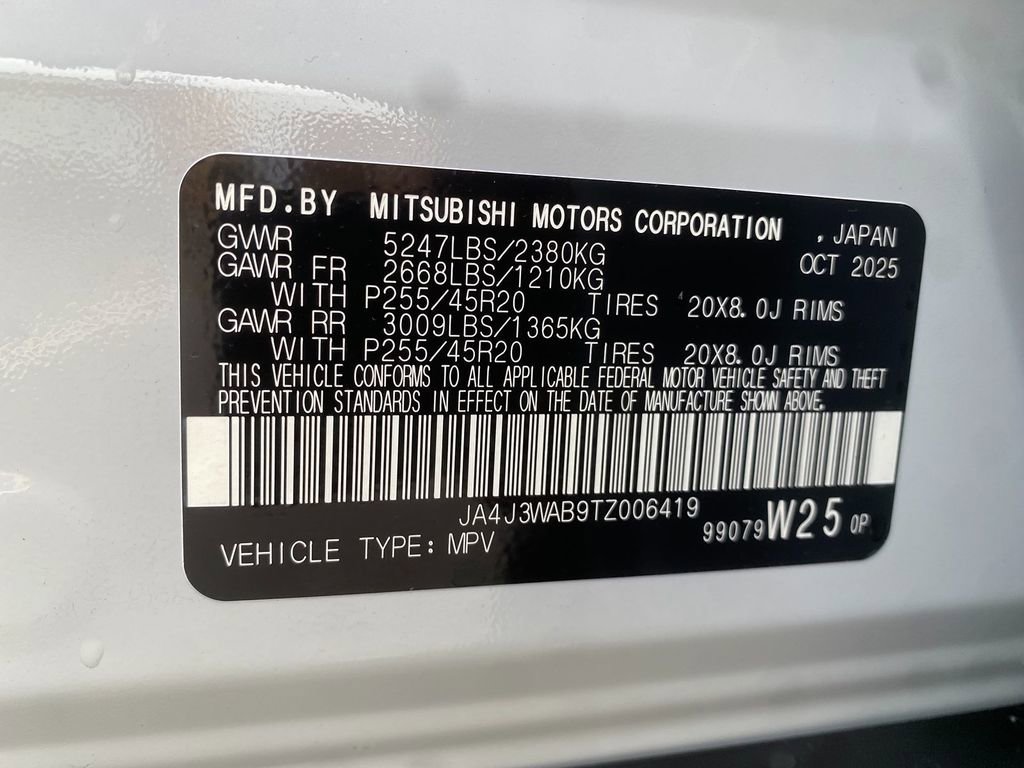 MFD.BY MITSUBISHI MOTORS CORPORATION , JAPAN
GVWR 5247LBS/2380KG OCT 2025
GAWR FR 2668LBS/1210KG
WITH P255/45R20 TIRES 20X8.0J RIMS
GAWR RR 3009LBS/1365KG
WITH P255/45R20 TIRES 20X8.0J RIMS
THIS VEHICLE CONFORMS TO ALL APPLICABLE FEDERAL MOTOR VEHICLE SAFETY AND THEFT
PREVENTION STANDARDS IN EFFECT ON THE DATE OF MANUFACTURE SHOWN ABOVE.
JA4J3WAB9TZ006419
99079 W25 0P
VEHICLE TYPE: MPV